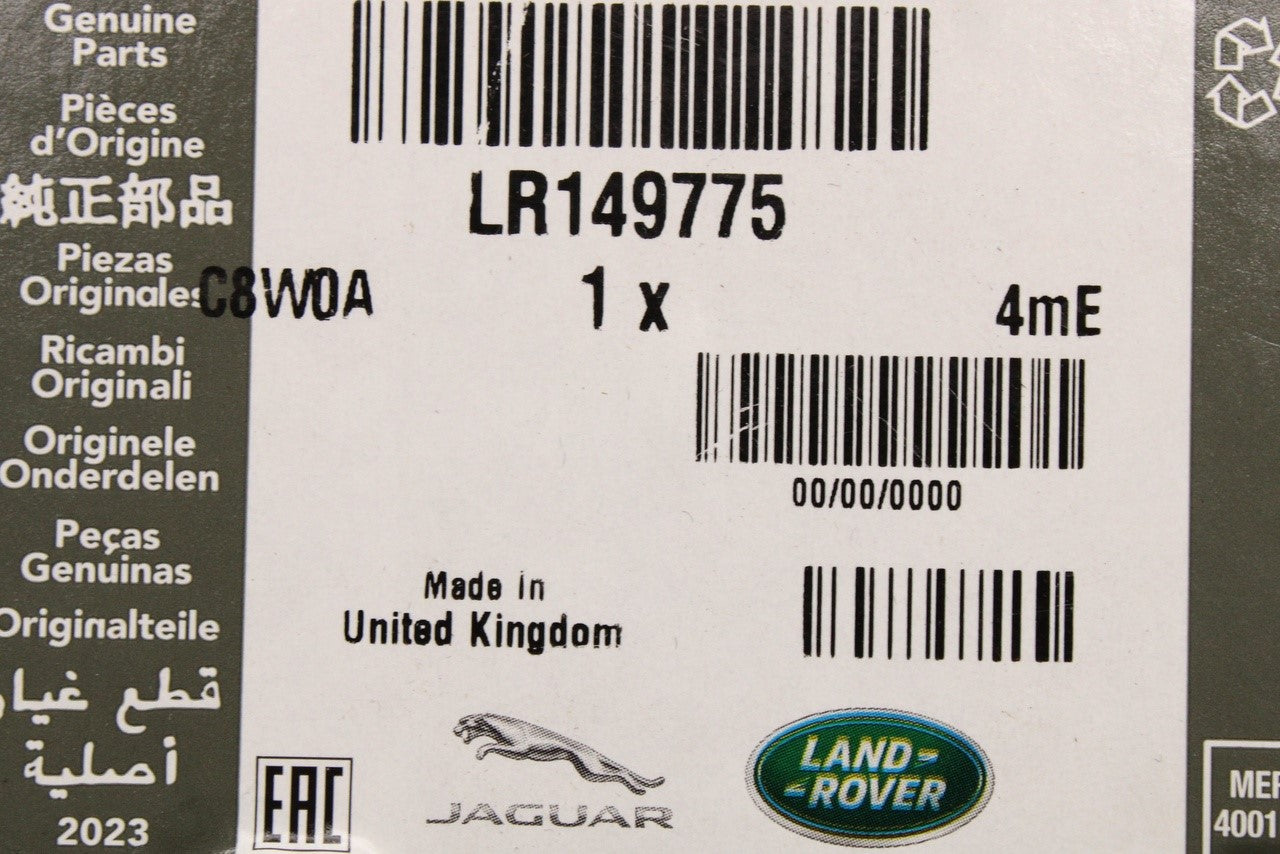 Genuine
Parts
Pièces
d'Origine
純正部品
Piezas
Originales
Ricambi
Originali
Originele
Onderdelen
Peças
Genuinas
Originalteile
قطع غيار
أصلية
2023
LR149775
C8W0A
1 x
4mE
00/00/0000
Made in
United Kingdom
EAC
JAGUAR
LAND-
-ROVER
4001